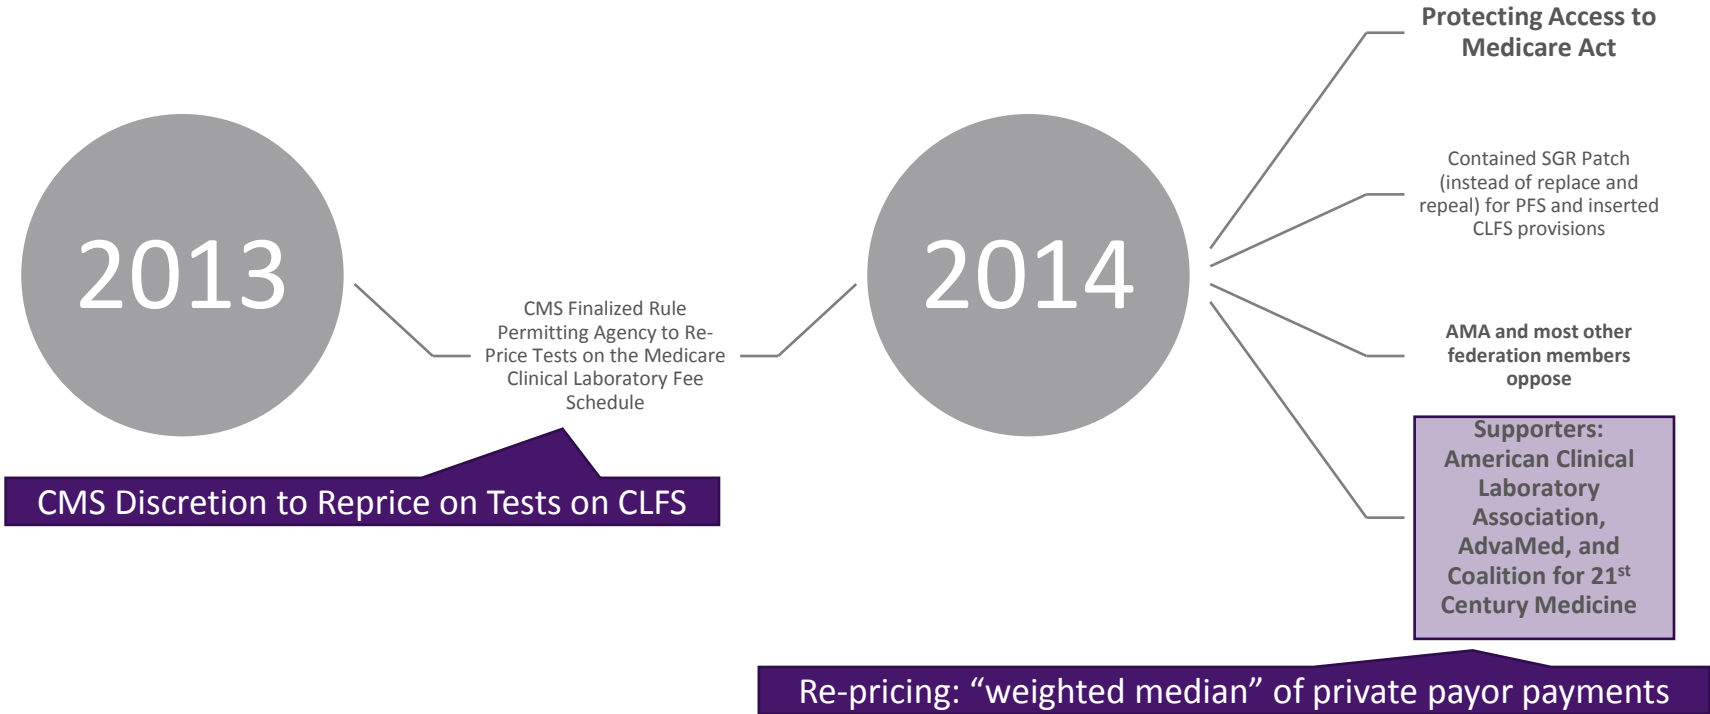 2013
CMS Finalized Rule
Permitting Agency to Re-
Price Tests on the Medicare
Clinical Laboratory Fee
Schedule
CMS Discretion to Reprice on Tests on CLFS
2014
Protecting Access to
Medicare Act
Contained SGR Patch
(instead of replace and
repeal) for PFS and inserted
CLFS provisions
AMA and most other
federation members
oppose
Supporters:
American Clinical
Laboratory
Association,
AdvaMed, and
Coalition for 21st
Century Medicine
Re-pricing: “weighted median” of private payor payments